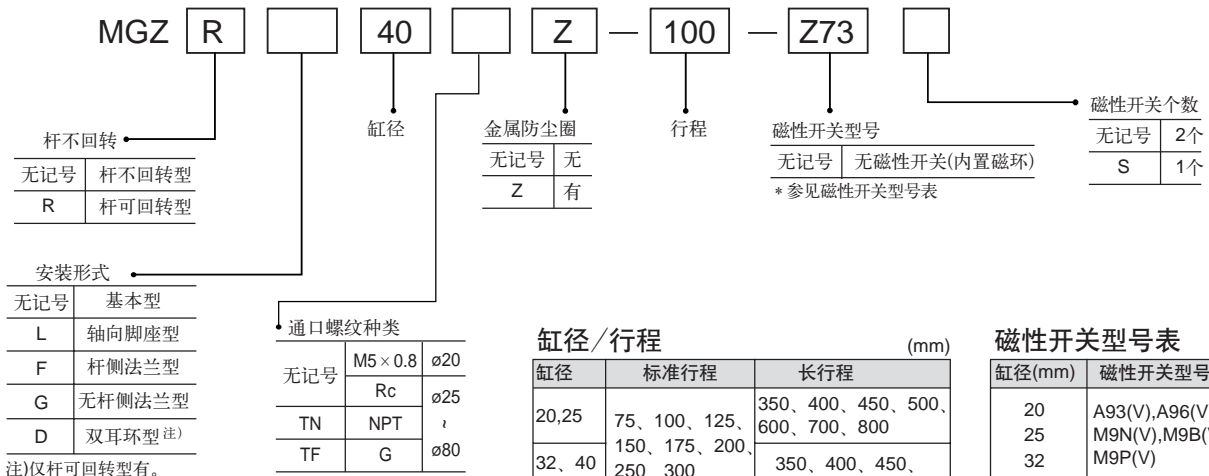 MGZ R 40 Z — 100 — Z73
杆不回转
无记号 杆不回转型
R 杆可回转型
缸径
金属防尘圈
无记号 无
Z 有
行程
磁性开关型号
无记号 无磁性开关(内置磁环)
* 参见磁性开关型号表
磁性开关个数
无记号 2个
S 1个
安装形式
无记号 基本型
L 轴向脚座型
F 杆侧法兰型
G 无杆侧法兰型
D 双耳环型注)
注)仅杆可回转型有。
通口螺纹种类
无记号 M5×0.8 ø20
Rc ø25
TN NPT ~
TF G ø80
缸径/行程 (mm)
缸径 标准行程 长行程
20,25 75、100、125、 350、400、450、500、
150、175、200、 600、700、800
32、40 250、300 350、400、450、
磁性开关型号表
缸径(mm) 磁性开关型号
20 A93(V),A96(V
25 M9N(V),M9B(
32 M9P(V)